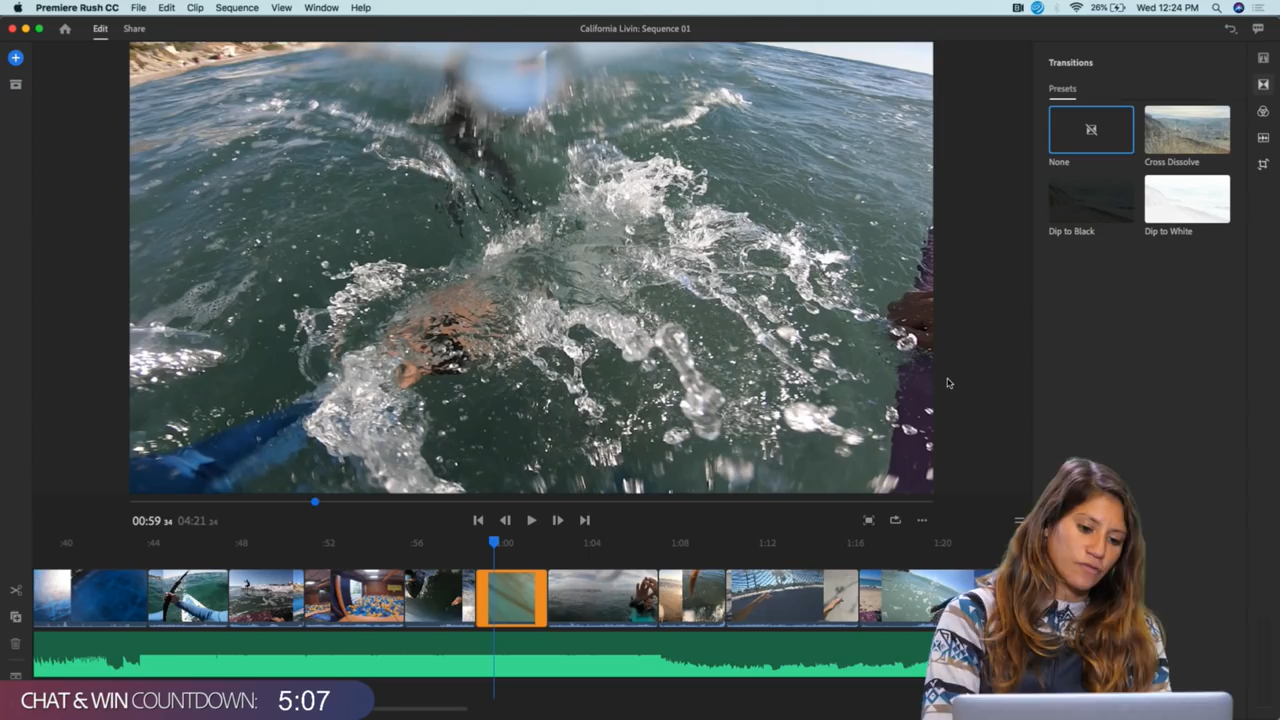 Premiere Rush CC File Edit Clip Sequence View Window Help 26% Wed 12:24 PM
Edit Share California Livin: Sequence 01
Transitions
Presets
None Cross Dissolve
Dip to Black Dip to White
00:59 34 04:21 24
:40 :44 :48 :52 :56 1:00 1:04 1:08 1:12 1:16 1:20
CHAT & WIN COUNTDOWN: 5:07